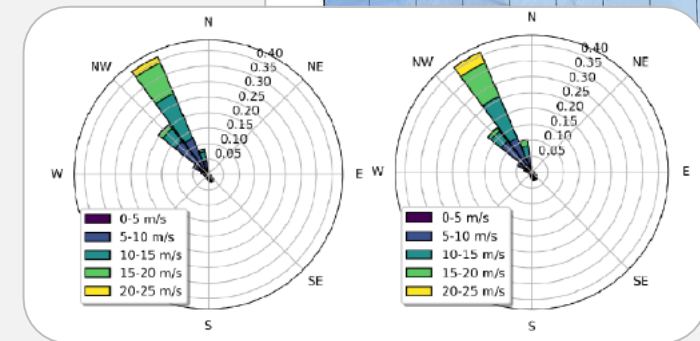 N
NW
NE
0.40
0.35
0.30
0.25
0.20
0.15
0.10
0.05
W
E
0-5 m/s
5-10 m/s
10-15 m/s
15-20 m/s
20-25 m/s
SE
S
N
NW
NE
0.40
0.35
0.30
0.25
0.20
0.15
0.10
0.05
W
E
0-5 m/s
5-10 m/s
10-15 m/s
15-20 m/s
20-25 m/s
SE
S